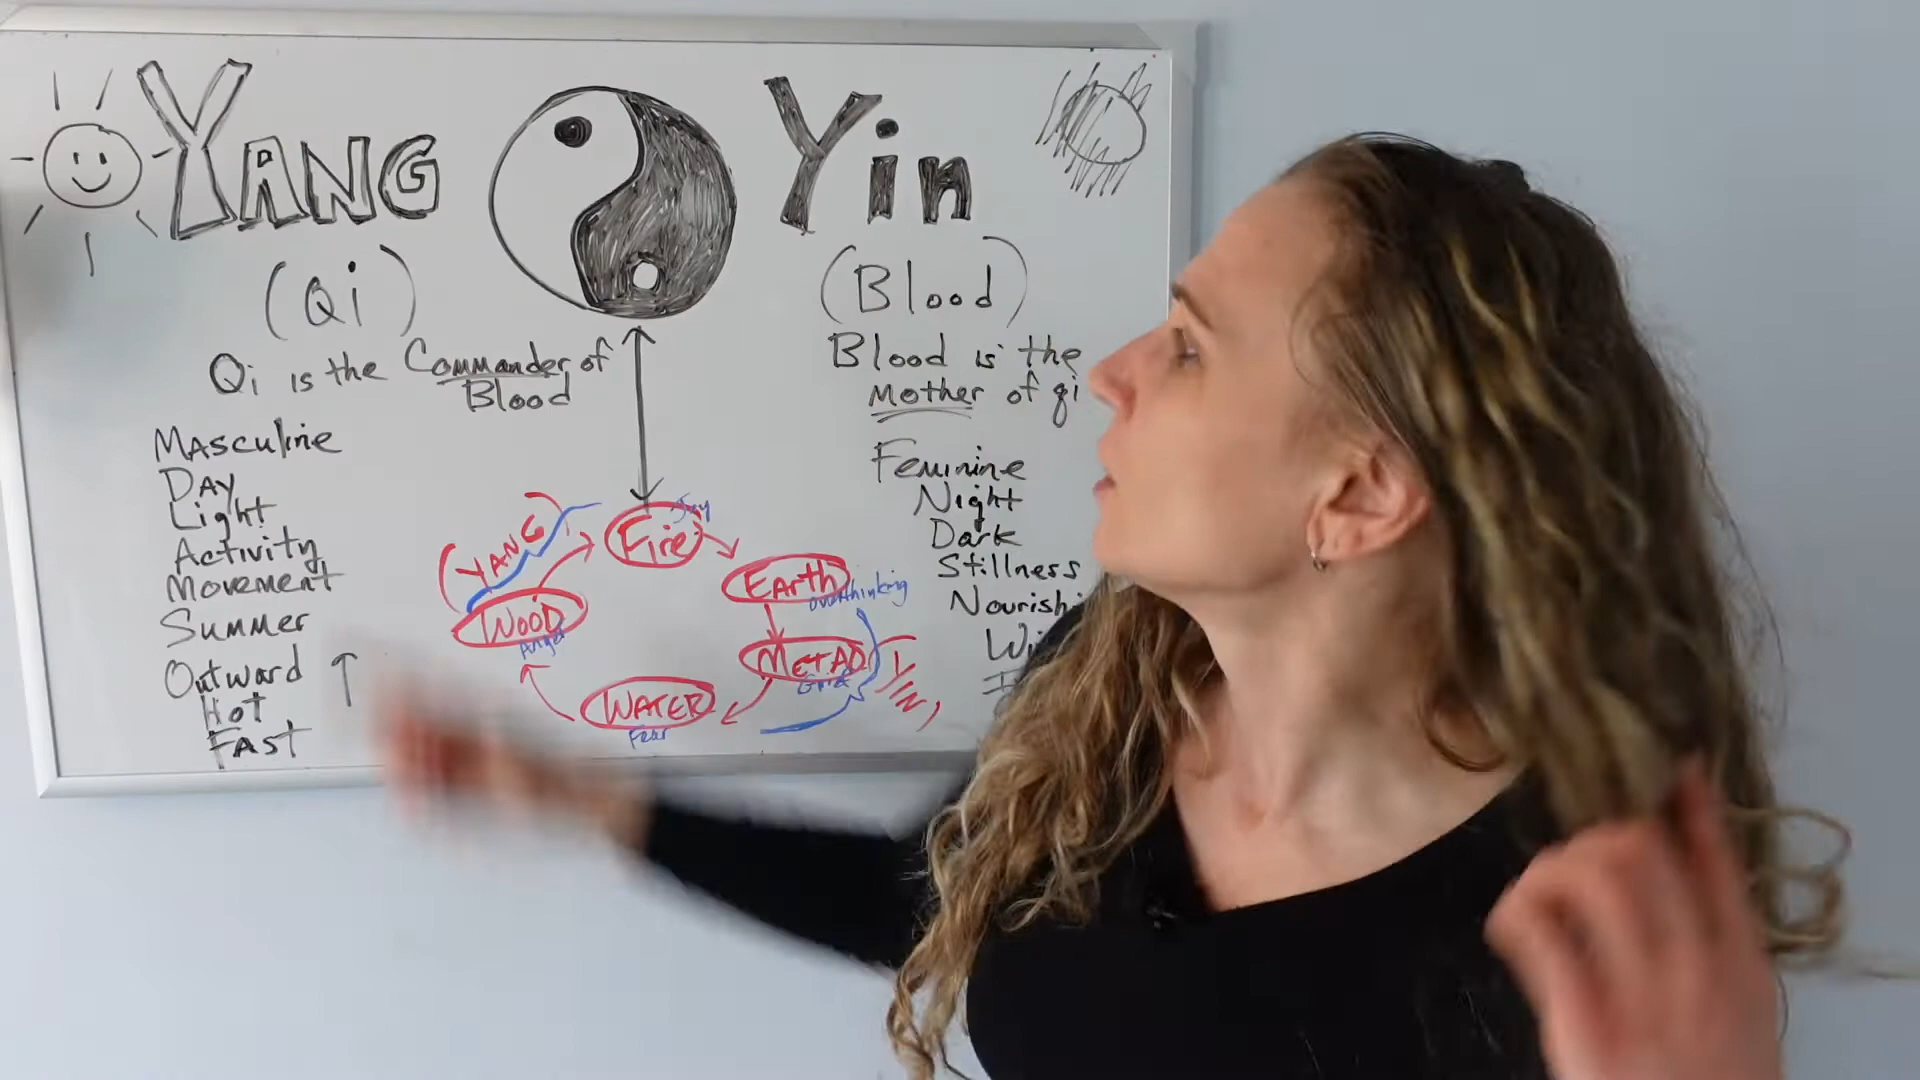 YANG
(Qi)
Qi is the Commander of
Blood
Masculine
Day
Light
Activity
Movement
Summer
Outward ↑
Hot
Fast
Yin
(Blood)
Blood is the
Mother of qi
Feminine
Night
Dark
Stillness
Nourishi
Wi
(YANG)
Fire
Joy
Earth
overthinking
Metal
Grief
(Yin)
Water
Fear
Wood
Anger